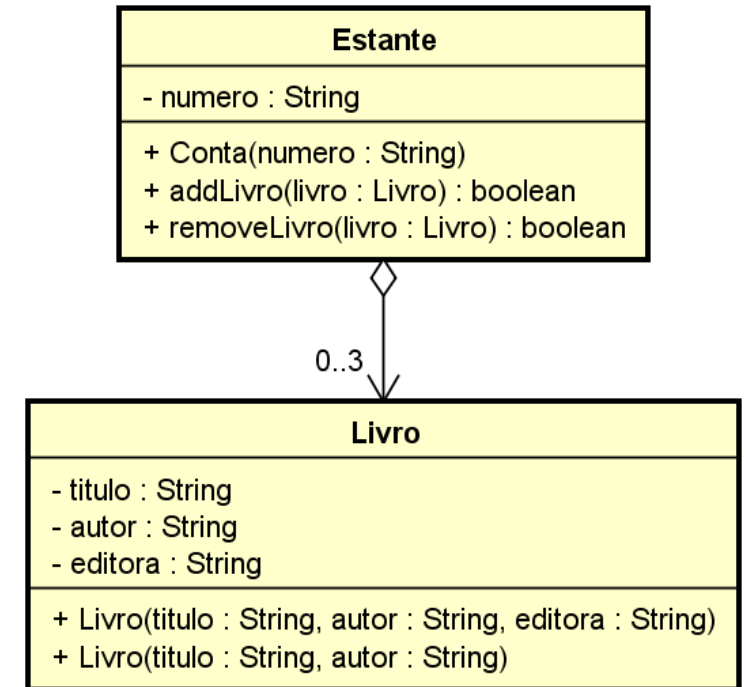 Estante
- numero : String
+ Conta(numero : String)
+ addLivro(livro : Livro) : boolean
+ removeLivro(livro : Livro) : boolean
0..3
Livro
- titulo : String
- autor : String
- editora : String
+ Livro(titulo : String, autor : String, editora : String)
+ Livro(titulo : String, autor : String)